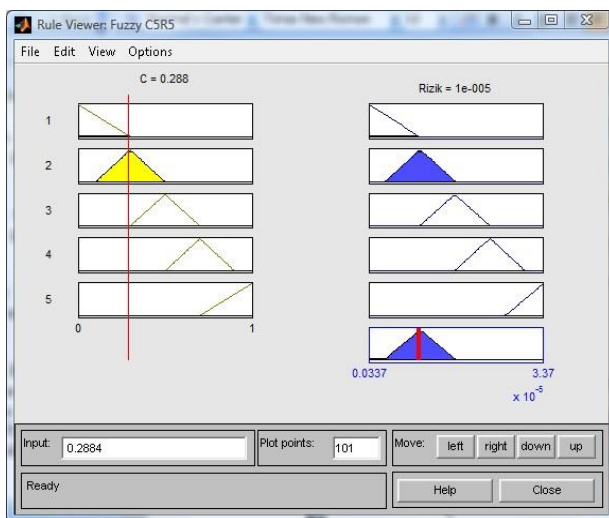 Rule Viewer: Fuzzy C5R5
File Edit View Options
C = 0.288
Rizik = 1e-005
1
2
3
4
5
0 1
0.0337 3.37
x 10^-5
Input: 0.2884 Plot points: 101 Move: left right down up
Ready Help Close